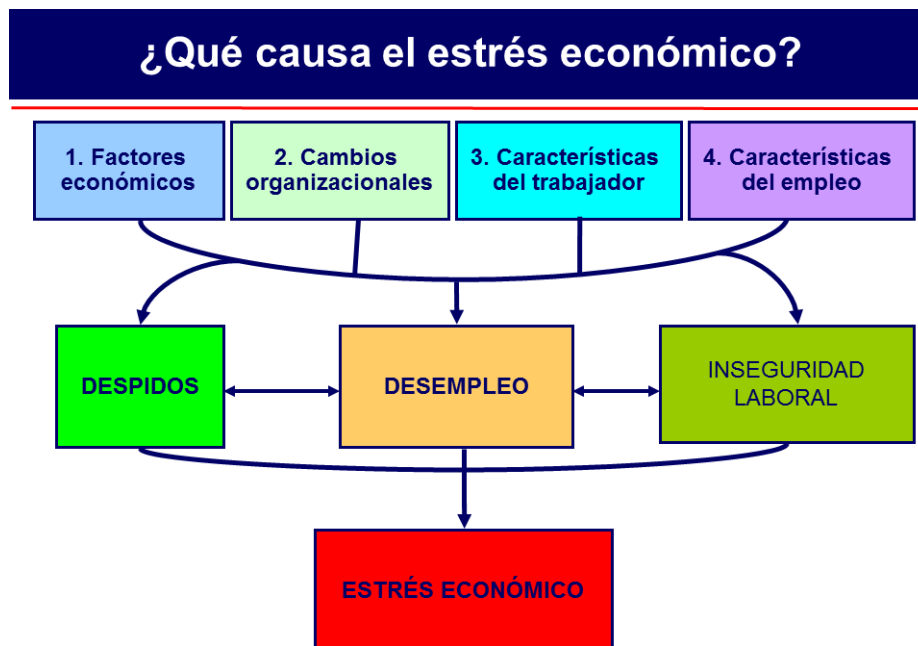 ¿Qué causa el estrés económico?
1. Factores
económicos
2. Cambios
organizacionales
3. Características
del trabajador
4. Características
del empleo
DESPIDOS
DESEMPLEO
INSEGURIDAD
LABORAL
ESTRÉS ECONÓMICO